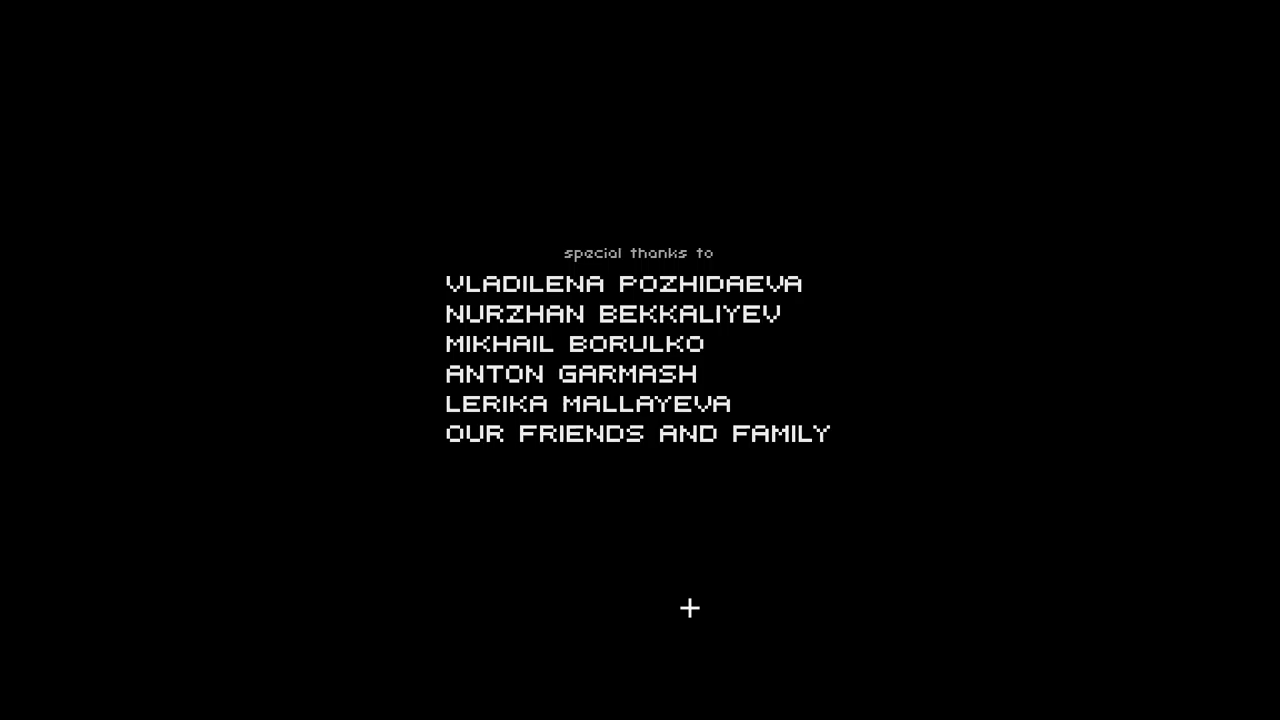 special thanks to
VLADILENA POZHIDAEVA
NURZHAN BEKKALIYEV
MIKHAIL BORULKO
ANTON GARMASH
LERIKA MALLAYEVA
OUR FRIENDS AND FAMILY